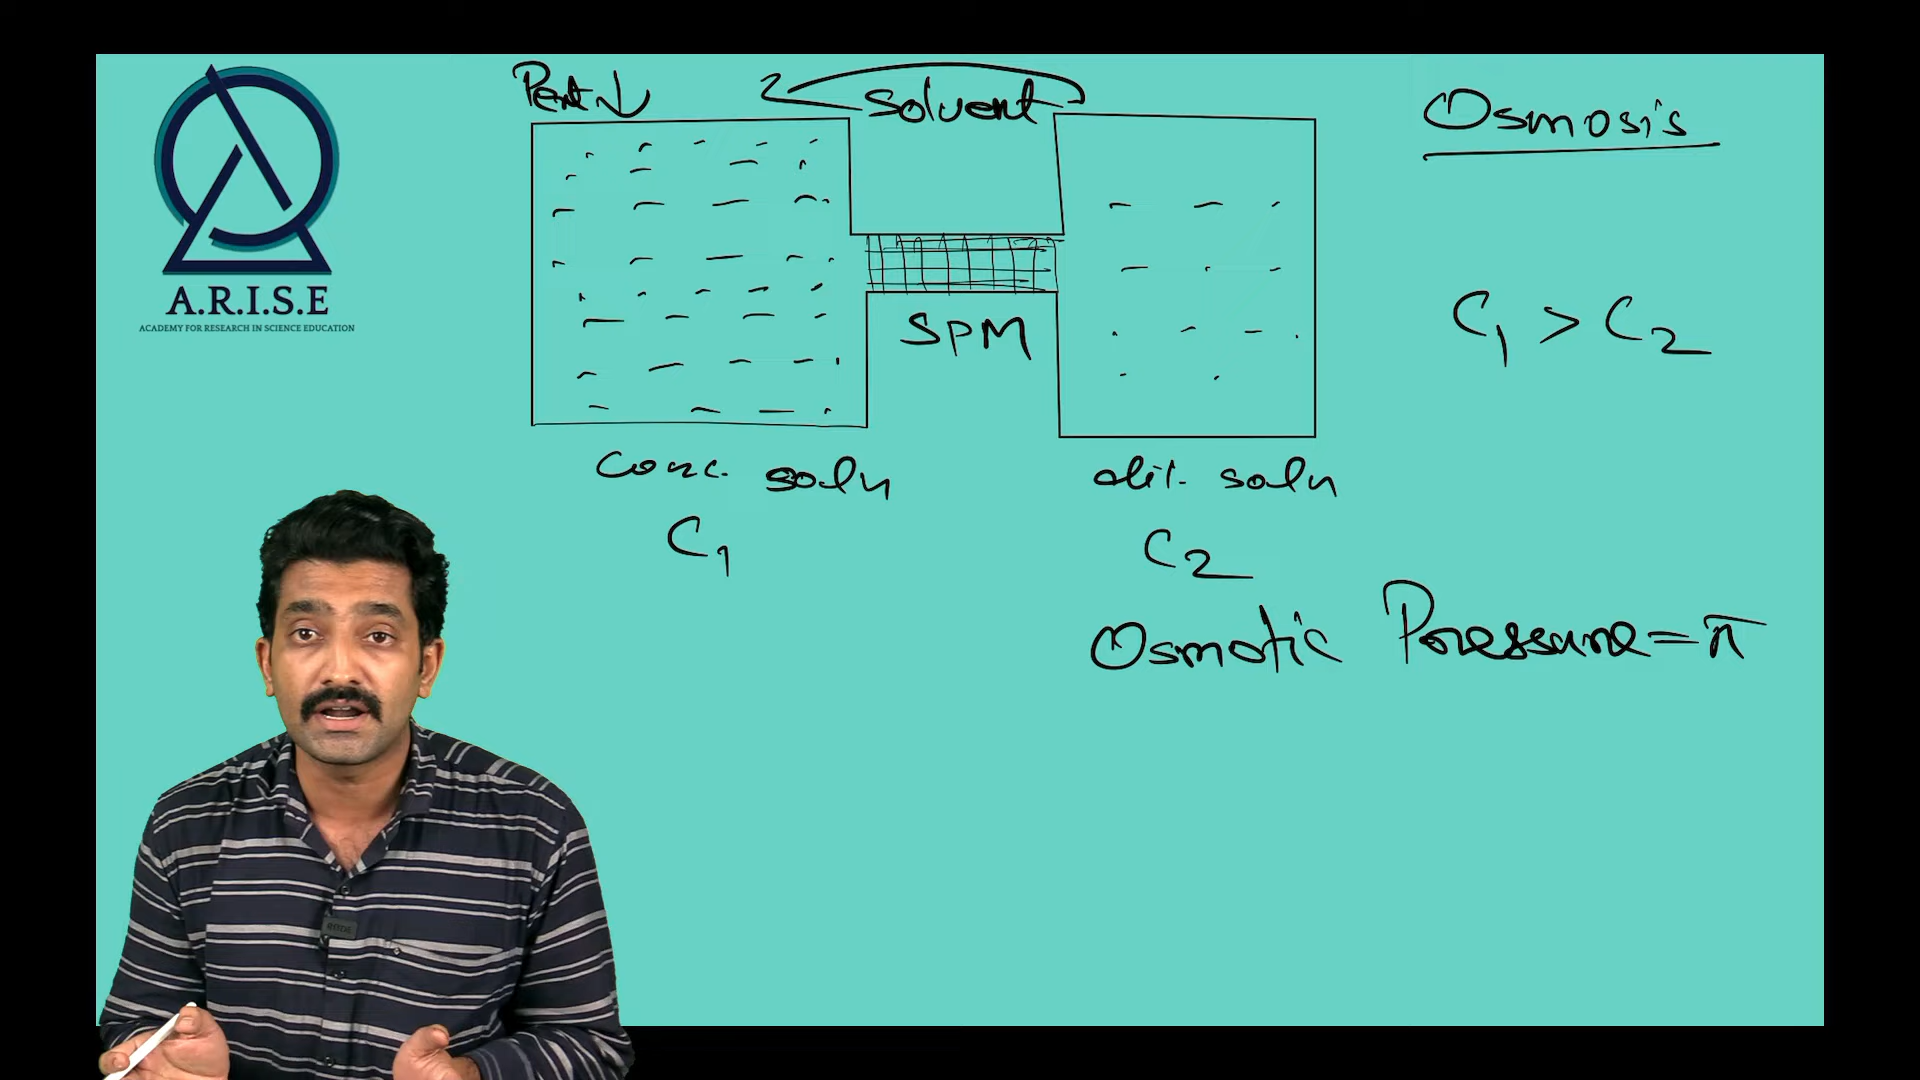 A.R.I.S.E
ACADEMY FOR RESEARCH IN SCIENCE EDUCATION
Pext ↓
Solvent
Osmosis
SPM
C1 > C2
conc. soln
dil. soln
C1
C2
Osmotic Pressure = π